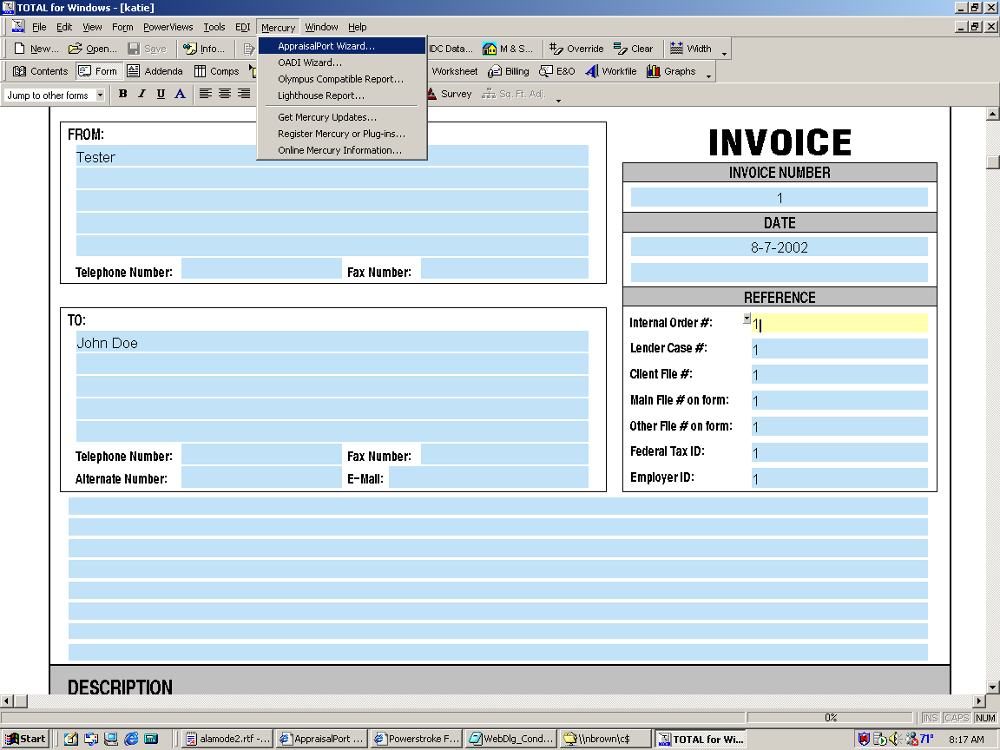 TOTAL for Windows - [katie]
File Edit View Form PowerViews Tools EDI Mercury Window Help
New... Open... Save Info... IDC Data... M & S... Override Clear Width
Contents Form Addenda Comps Worksheet Billing E&O Workfile Graphs
Jump to other forms B I U A Survey Sq. Ft. Adj.
AppraisalPort Wizard...
OADI Wizard...
Olympus Compatible Report...
Lighthouse Report...
Get Mercury Updates...
Register Mercury or Plug-ins...
Online Mercury Information...
FROM:
Tester
Telephone Number: Fax Number:
TO:
John Doe
Telephone Number: Fax Number:
Alternate Number: E-Mail:
INVOICE
INVOICE NUMBER
1
DATE
8-7-2002
REFERENCE
Internal Order #: 1
Lender Case #: 1
Client File #: 1
Main File # on form: 1
Other File # on form: 1
Federal Tax ID: 1
Employer ID: 1
DESCRIPTION
0% INS CAPS NUM
Start alamode2.rtf -... AppraisalPort ... Powerstroke F... WebDlg_Cond... \\nbrown\c$ TOTAL for Wi... 71° 8:17 AM